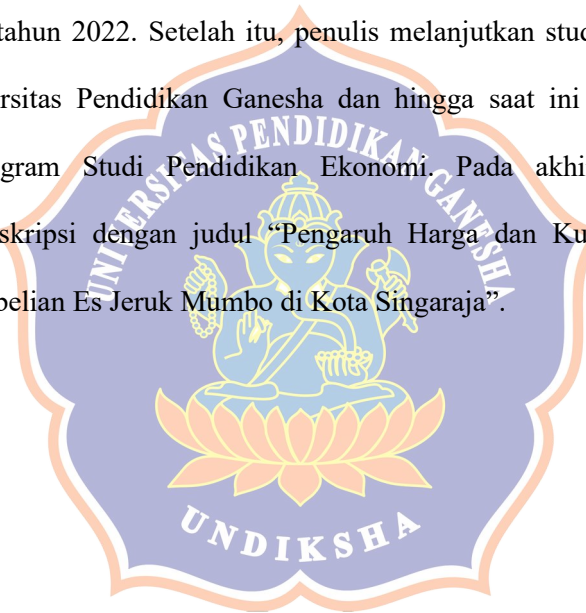 tahun 2022. Setelah itu, penulis melanjutkan stud
rsitas Pendidikan Ganesha dan hingga saat ini
gram Studi Pendidikan Ekonomi. Pada akhi
skripsi dengan judul “Pengaruh Harga dan Ku
belian Es Jeruk Mumbo di Kota Singaraja”.
UNIVERSITAS PENDIDIKAN GANESHA
UNDIKSHA